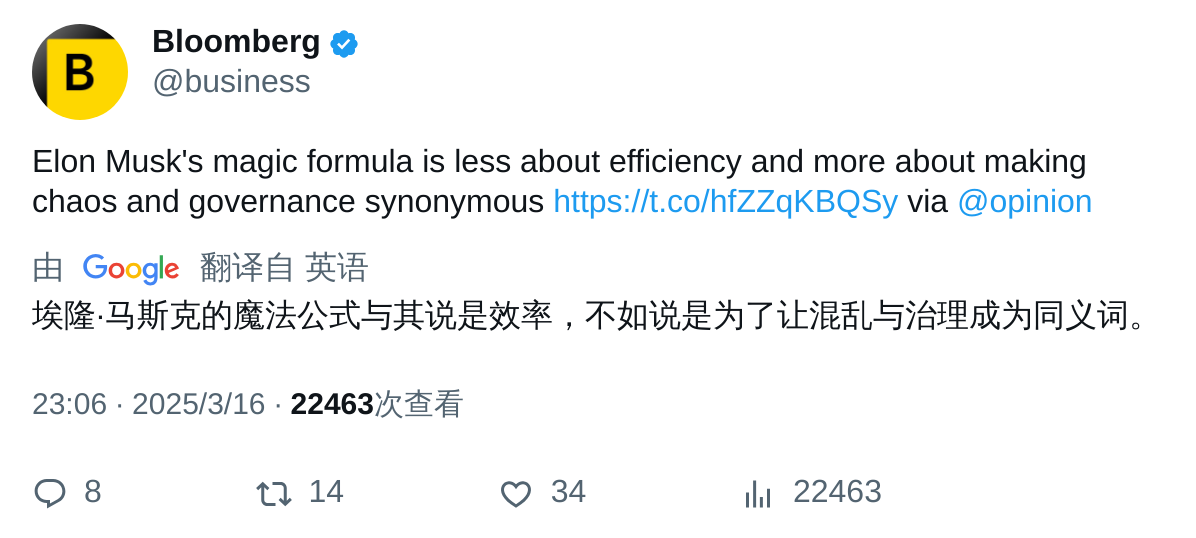 B
Bloomberg
@business
Elon Musk's magic formula is less about efficiency and more about making
chaos and governance synonymous https://t.co/hfZZqKBQSy via @opinion
由 Google 翻译自 英语
埃隆·马斯克的魔法公式与其说是效率，不如说是为了让混乱与治理成为同义词。
23:06 · 2025/3/16 · 22463次查看
8 14 34 22463